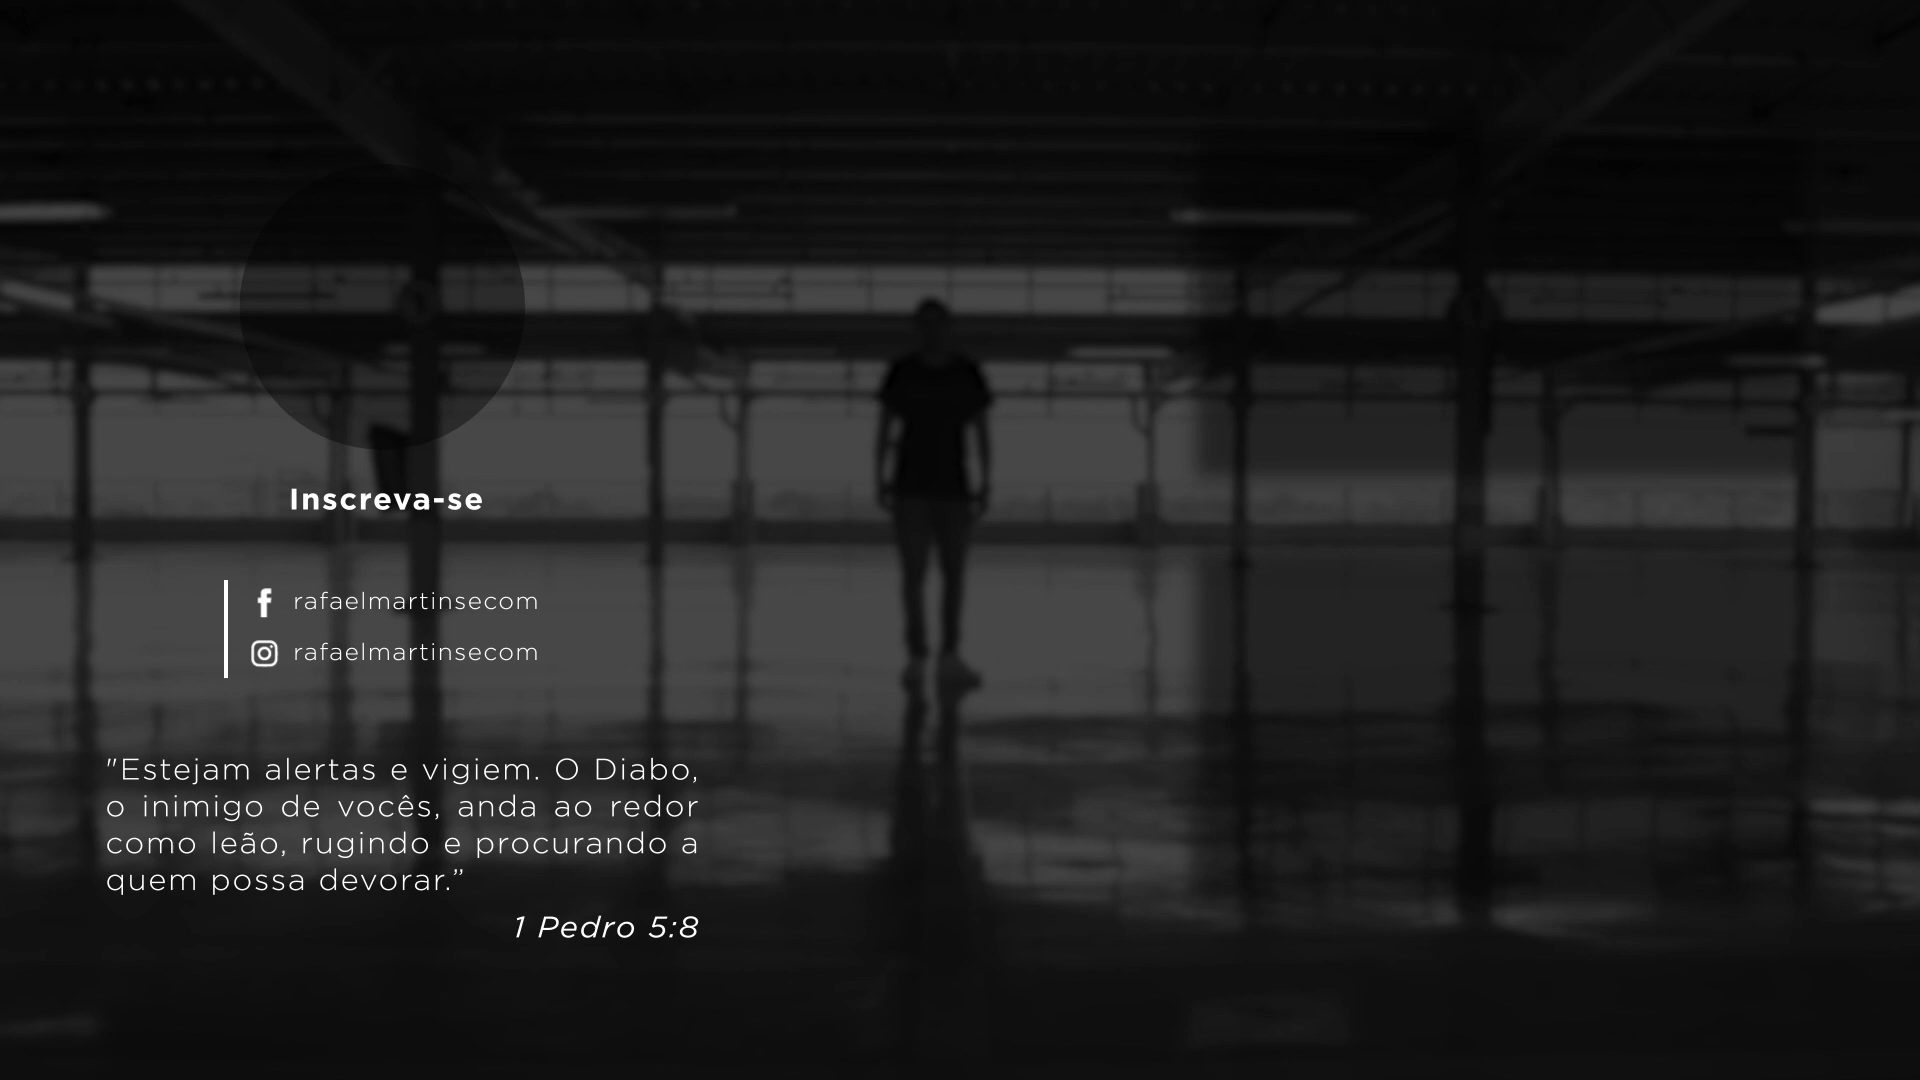 Inscreva-se
rafaelmartinsecom
rafaelmartinsecom
"Estejam alertas e vigiem. O Diabo,
o inimigo de vocês, anda ao redor
como leão, rugindo e procurando a
quem possa devorar.”
1 Pedro 5:8